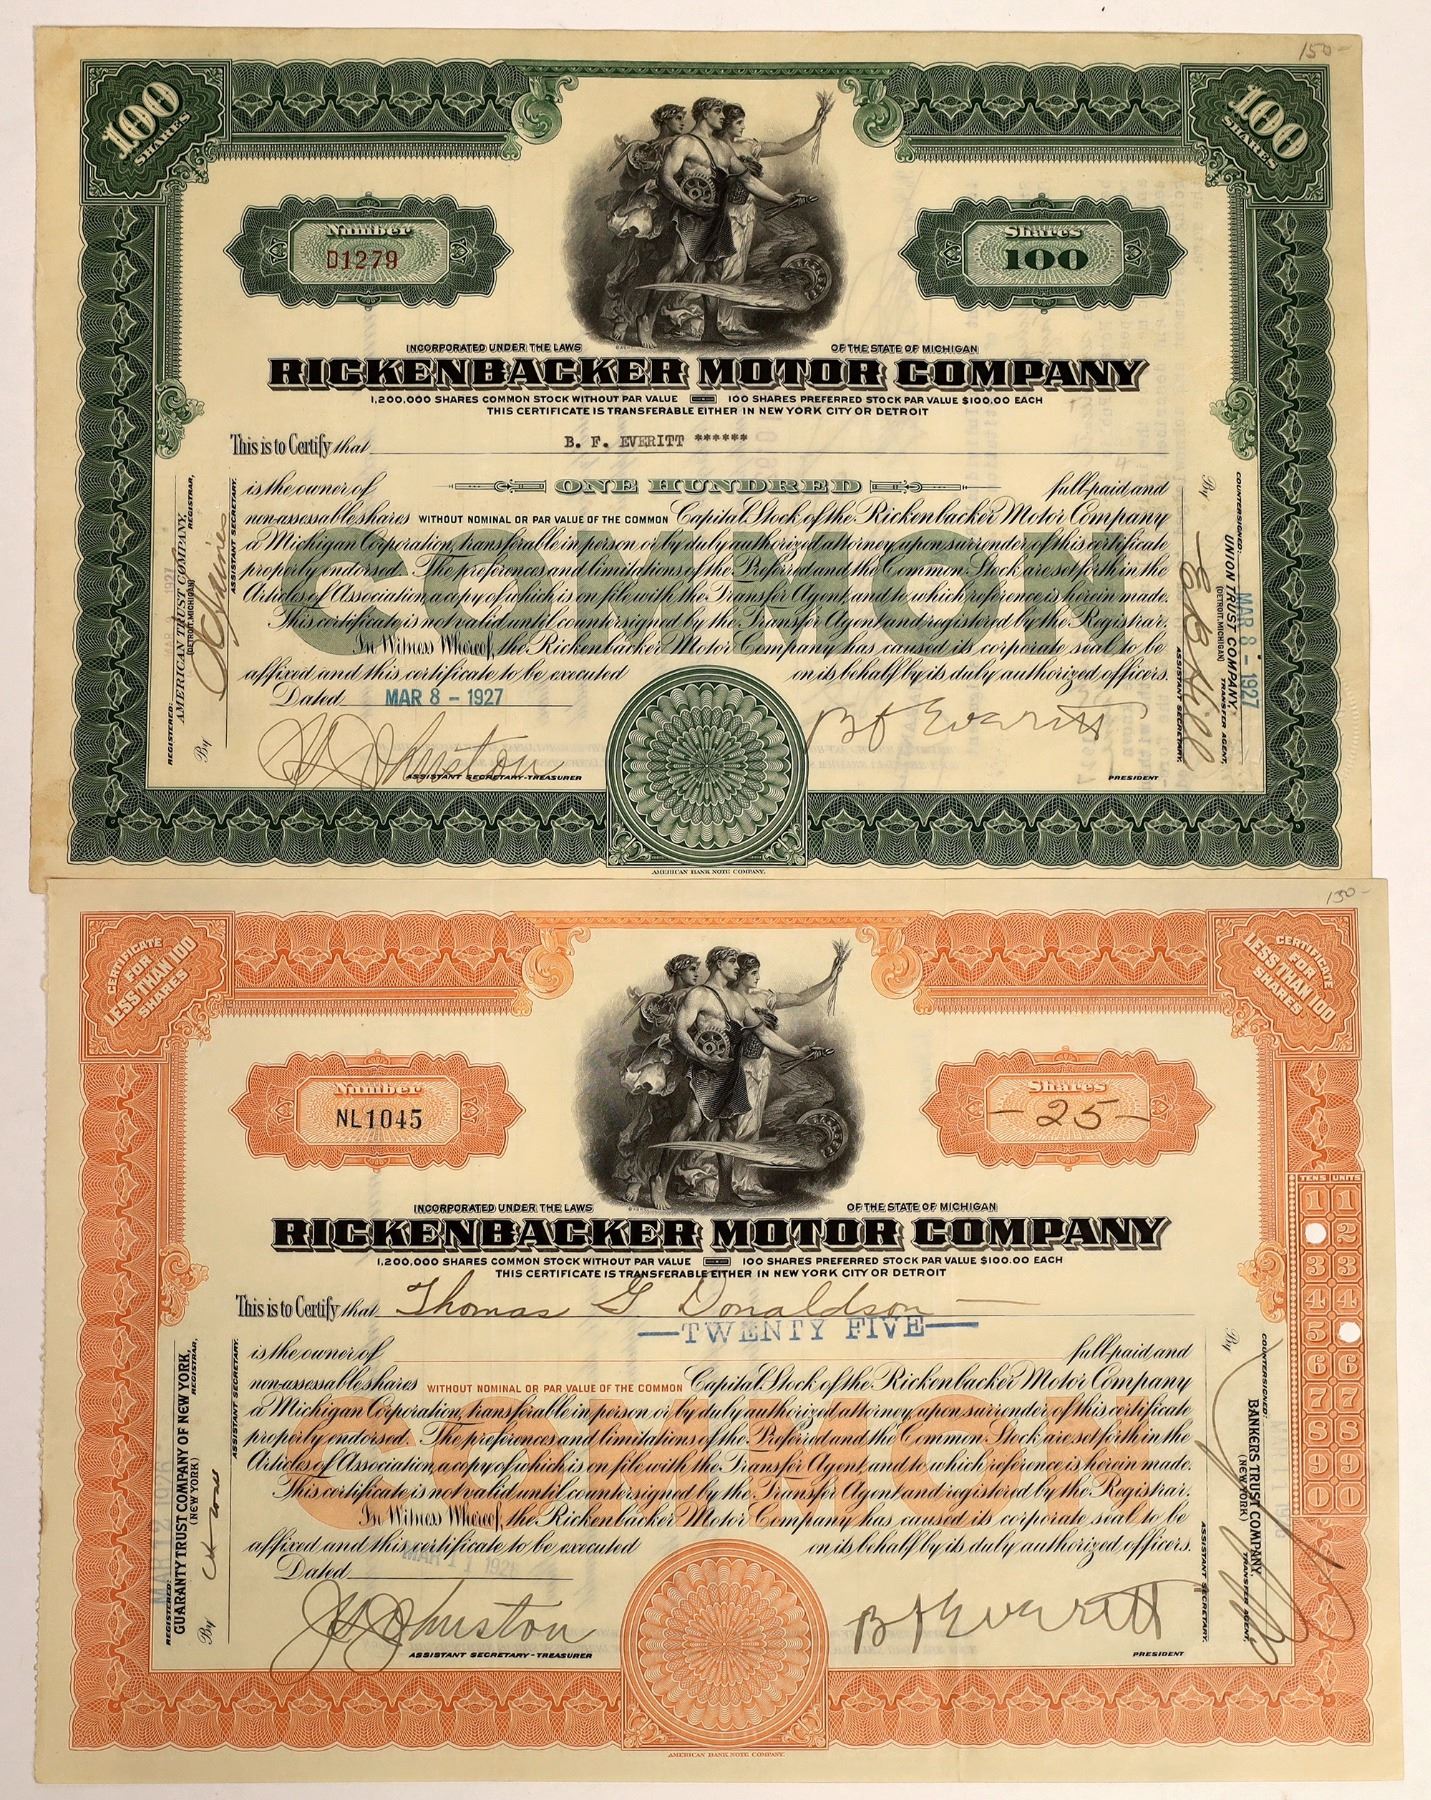 150-
100
SHARES
100
SHARES
Number
D1279
Shares
100
INCORPORATED UNDER THE LAWS OF THE STATE OF MICHIGAN
RICKENBACKER MOTOR COMPANY
1,200,000 SHARES COMMON STOCK WITHOUT PAR VALUE 100 SHARES PREFERRED STOCK PAR VALUE $100.00 EACH
THIS CERTIFICATE IS TRANSFERABLE EITHER IN NEW YORK CITY OR DETROIT
This is to Certify that B. F. EVERITT ******
is the owner of ONE HUNDRED full-paid and
non-assessable shares WITHOUT NOMINAL OR PAR VALUE OF THE COMMON Capital Stock of the Rickenbacker Motor Company
a Michigan Corporation, transferable in person or by duly authorized attorney upon surrender of this certificate
properly endorsed. The preferences and limitations of the Preferred and the Common Stock are set forth in the
Articles of Association, a copy of which is on file with the Transfer Agent, and to which reference is herein made.
This certificate is not valid until countersigned by the Transfer Agent and registered by the Registrar.
In Witness Whereof, the Rickenbacker Motor Company has caused its corporate seal to be
affixed and this certificate to be executed on its behalf by its duly authorized officers.
COMMON
Dated MAR 8 - 1927
B F Everitt
ASSISTANT SECRETARY-TREASURER
PRESIDENT
REGISTERED:
AMERICAN TRUST COMPANY,
(DETROIT, MICHIGAN)
REGISTRAR,
By
ASSISTANT SECRETARY.
COUNTERSIGNED:
UNION TRUST COMPANY,
(DETROIT, MICHIGAN)
TRANSFER AGENT,
By
ASSISTANT SECRETARY.
MAR 8 - 1927
AMERICAN BANK NOTE COMPANY.
150-
CERTIFICATE
FOR
LESS THAN 100
SHARES
CERTIFICATE
FOR
LESS THAN 100
SHARES
Number
NL1045
Shares
- 25 -
INCORPORATED UNDER THE LAWS OF THE STATE OF MICHIGAN
RICKENBACKER MOTOR COMPANY
1,200,000 SHARES COMMON STOCK WITHOUT PAR VALUE 100 SHARES PREFERRED STOCK PAR VALUE $100.00 EACH
THIS CERTIFICATE IS TRANSFERABLE EITHER IN NEW YORK CITY OR DETROIT
This is to Certify that Thomas G Donaldson
TWENTY FIVE
is the owner of full-paid and
non-assessable shares WITHOUT NOMINAL OR PAR VALUE OF THE COMMON Capital Stock of the Rickenbacker Motor Company
a Michigan Corporation, transferable in person or by duly authorized attorney upon surrender of this certificate
properly endorsed. The preferences and limitations of the Preferred and the Common Stock are set forth in the
Articles of Association, a copy of which is on file with the Transfer Agent, and to which reference is herein made.
This certificate is not valid until countersigned by the Transfer Agent and registered by the Registrar.
In Witness Whereof, the Rickenbacker Motor Company has caused its corporate seal to be
affixed and this certificate to be executed on its behalf by its duly authorized officers.
Dated
B F Everitt
ASSISTANT SECRETARY-TREASURER
PRESIDENT
REGISTERED:
GUARANTY TRUST COMPANY OF NEW YORK
(NEW YORK)
REGISTRAR,
By
ASSISTANT SECRETARY.
COUNTERSIGNED:
BANKERS TRUST COMPANY,
(NEW YORK)
TRANSFER AGENT,
By
ASSISTANT SECRETARY.
TENS UNITS
1 1
2
3 3
4 4
5
6 6
7 7
8 8
9 9
0 0
AMERICAN BANK NOTE COMPANY.